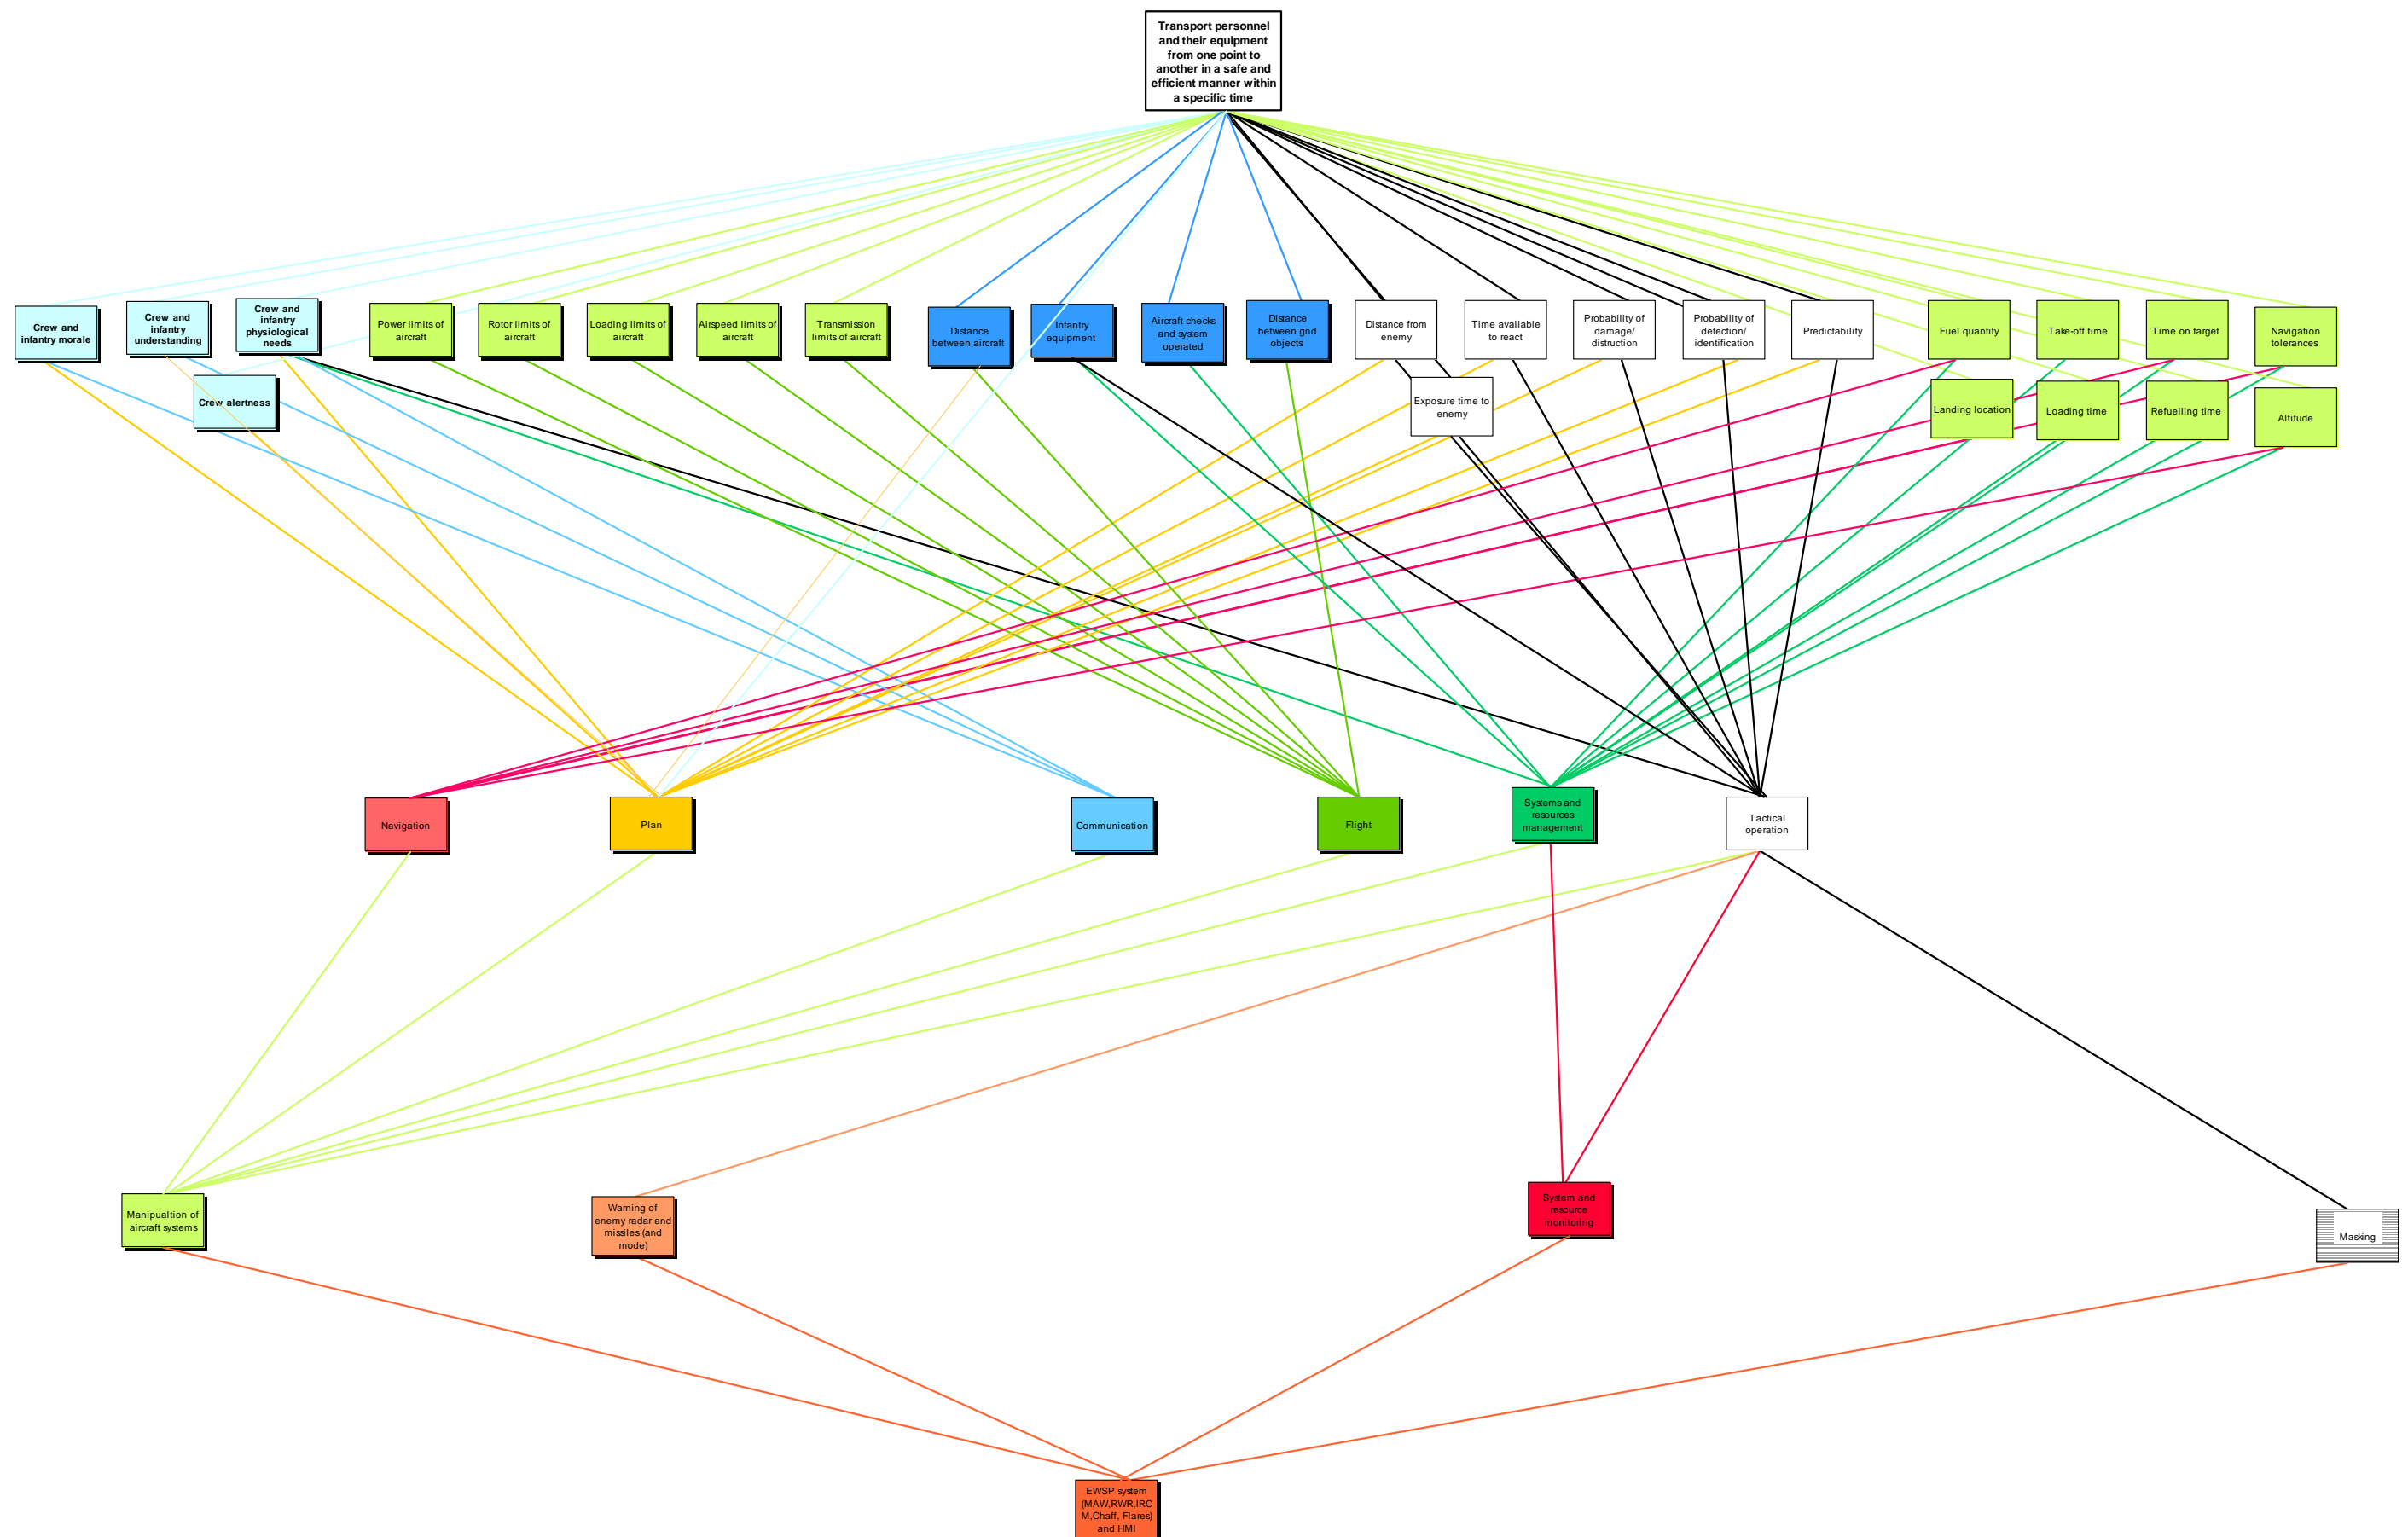 Transport personnel
and their equipment
from one point to
another in a safe and
efficient manner within
a specific time
Crew and
infantry morale
Crew and
infantry
understanding
Crew and
infantry
physiological
needs
Power limits of
aircraft
Rotor limits of
aircraft
Loading limits of
aircraft
Airspeed limits of
aircraft
Transmission
limits of aircraft
Distance
between aircraft
Infantry
equipment
Aircraft checks
and system
operated
Distance
between gnd
objects
Distance from
enemy
Time available
to react
Probability of
damage/
distruction
Probability of
detection/
identification
Predictability
Fuel quantity
Take-off time
Time on target
Navigation
tolerances
Crew alertness
Exposure time to
enemy
Landing location
Loading time
Refuelling time
Altitude
Navigation
Plan
Communication
Flight
Systems and
resources
management
Tactical
operation
Manipualtion of
aircraft systems
Warning of
enemy radar and
missiles (and
mode)
System and
resource
monitoring
Masking
EWSP system
(MAW,RWR,IRC
M,Chaff, Flares)
and HMI